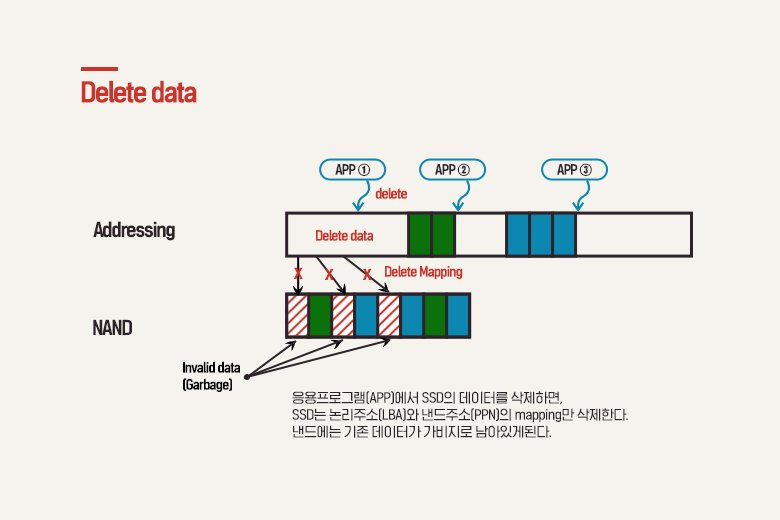 Delete data
APP ① APP ② APP ③
delete
Addressing
Delete data
X X X Delete Mapping
NAND
Invalid data
(Garbage)
응용프로그램(APP)에서 SSD의 데이터를 삭제하면,
SSD는 논리주소(LBA)와 낸드주소(PPN)의 mapping만 삭제한다.
낸드에는 기존 데이터가 가비지로 남아있게된다.